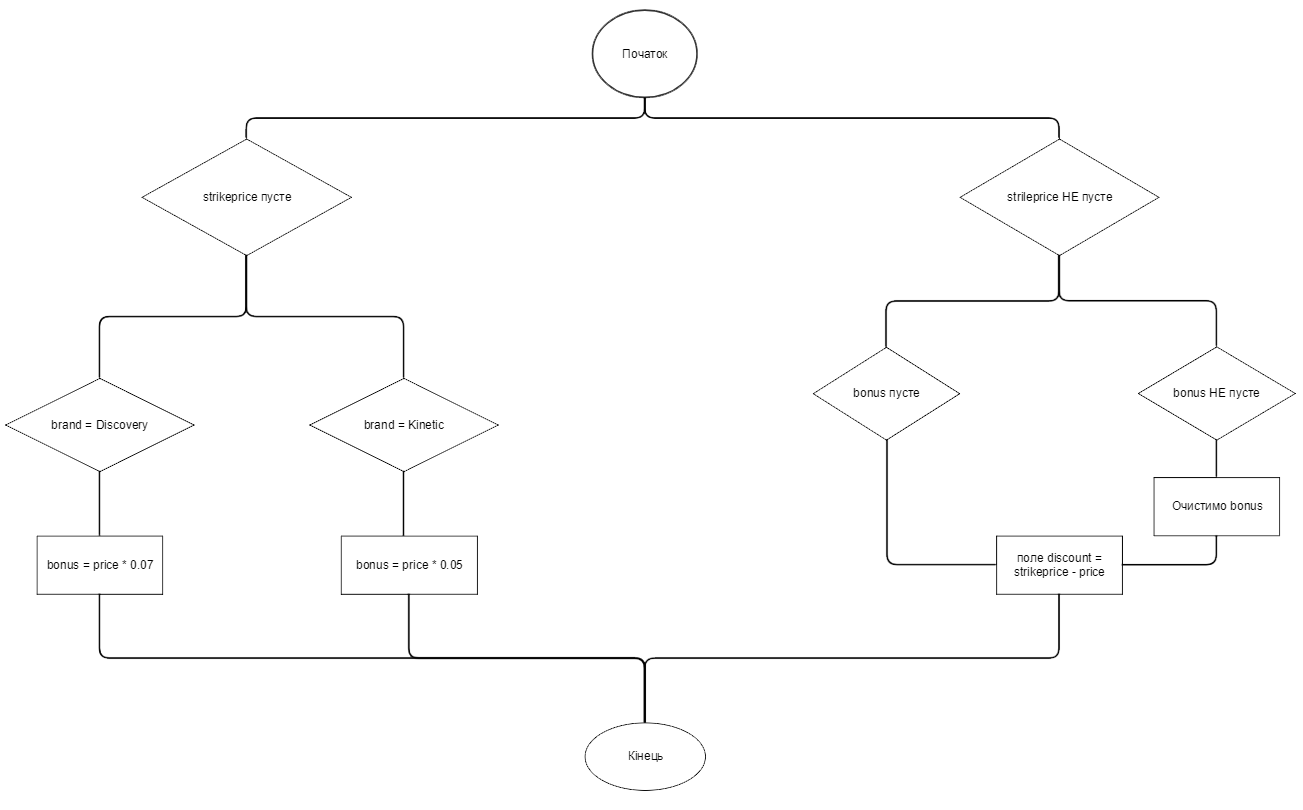 Початок
strikeprice пусте
strileprice НЕ пусте
bonus пусте
bonus НЕ пусте
brand = Discovery
brand = Kinetic
Очистимо bonus
bonus = price * 0.07
bonus = price * 0.05
поле discount =
strikeprice - price
Кінець